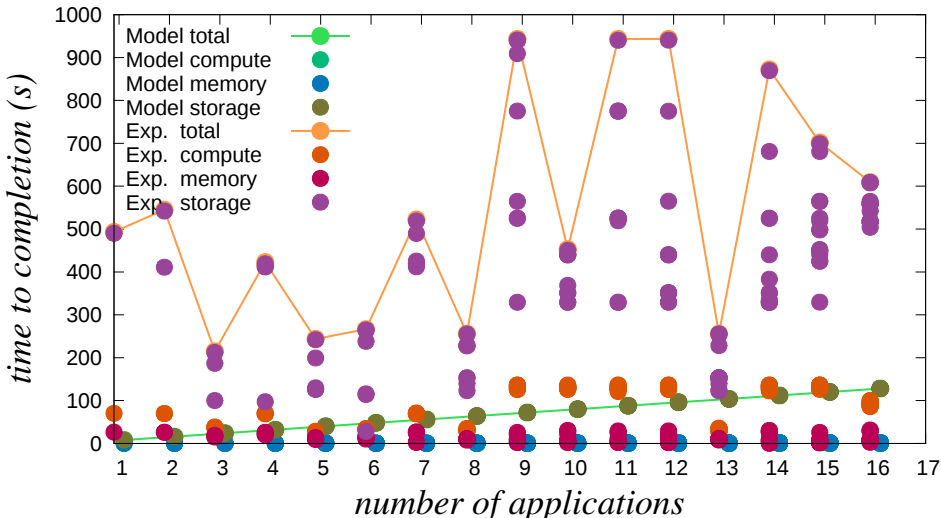 1000
900
800
700
600
500
400
300
200
100
0
time to completion (s)
Model total
Model compute
Model memory
Model storage
Exp. total
Exp. compute
Exp. memory
Exp. storage
1 2 3 4 5 6 7 8 9 10 11 12 13 14 15 16 17
number of applications